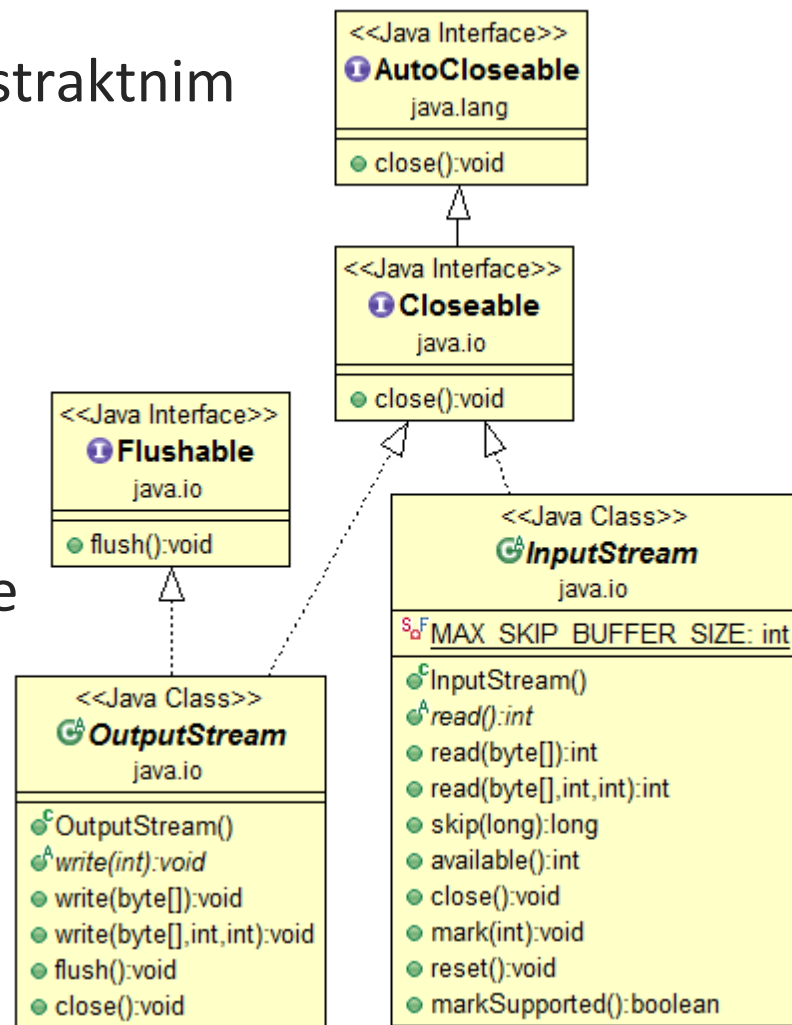 straktnim
<<Java Interface>>
AutoCloseable
java.lang
close():void
<<Java Interface>>
Closeable
java.io
close():void
<<Java Interface>>
Flushable
java.io
flush():void
e
<<Java Class>>
OutputStream
java.io
OutputStream()
write(int):void
write(byte[]):void
write(byte[],int,int):void
flush():void
close():void
<<Java Class>>
InputStream
java.io
MAX_SKIP_BUFFER_SIZE: int
InputStream()
read():int
read(byte[]):int
read(byte[],int,int):int
skip(long):long
available():int
close():void
mark(int):void
reset():void
markSupported():boolean